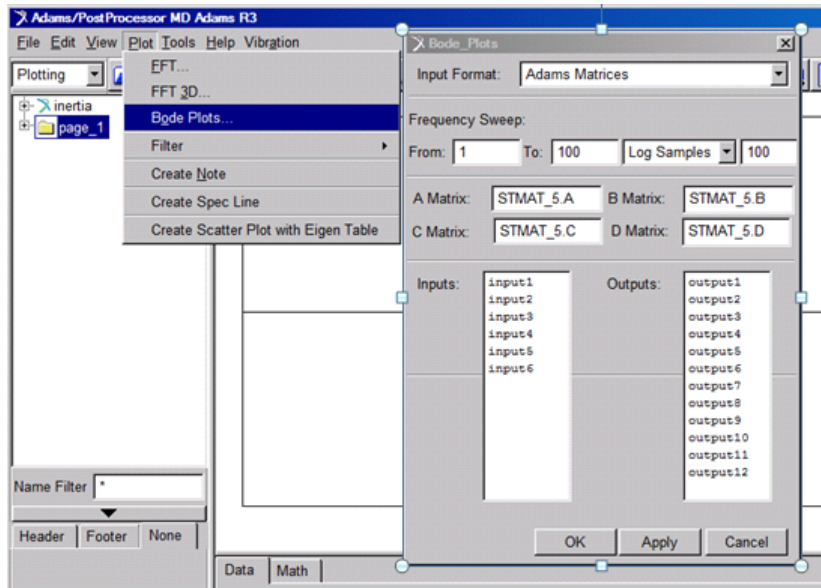 Adams/PostProcessor MD Adams R3
File Edit View Plot Tools Help Vibration
Plotting
FFT...
FFT 3D...
Bode Plots...
Filter
Create Note
Create Spec Line
Create Scatter Plot with Eigen Table
inertia
page_1
Name Filter *
Header Footer None
Data Math
Bode_Plots
Input Format: Adams Matrices
Frequency Sweep:
From: 1 To: 100 Log Samples 100
A Matrix: STMAT_5.A B Matrix: STMAT_5.B
C Matrix: STMAT_5.C D Matrix: STMAT_5.D
Inputs:
input1
input2
input3
input4
input5
input6
Outputs:
output1
output2
output3
output4
output5
output6
output7
output8
output9
output10
output11
output12
OK Apply Cancel